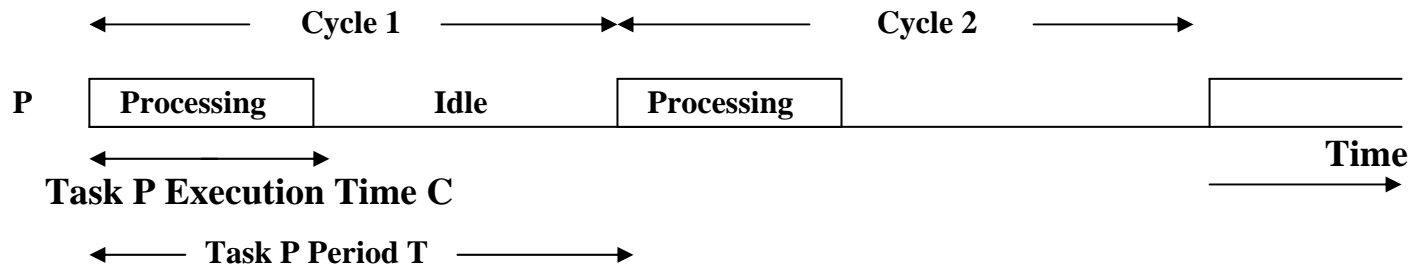 Cycle 1 Cycle 2
P Processing Idle Processing
Time
Task P Execution Time C
Task P Period T